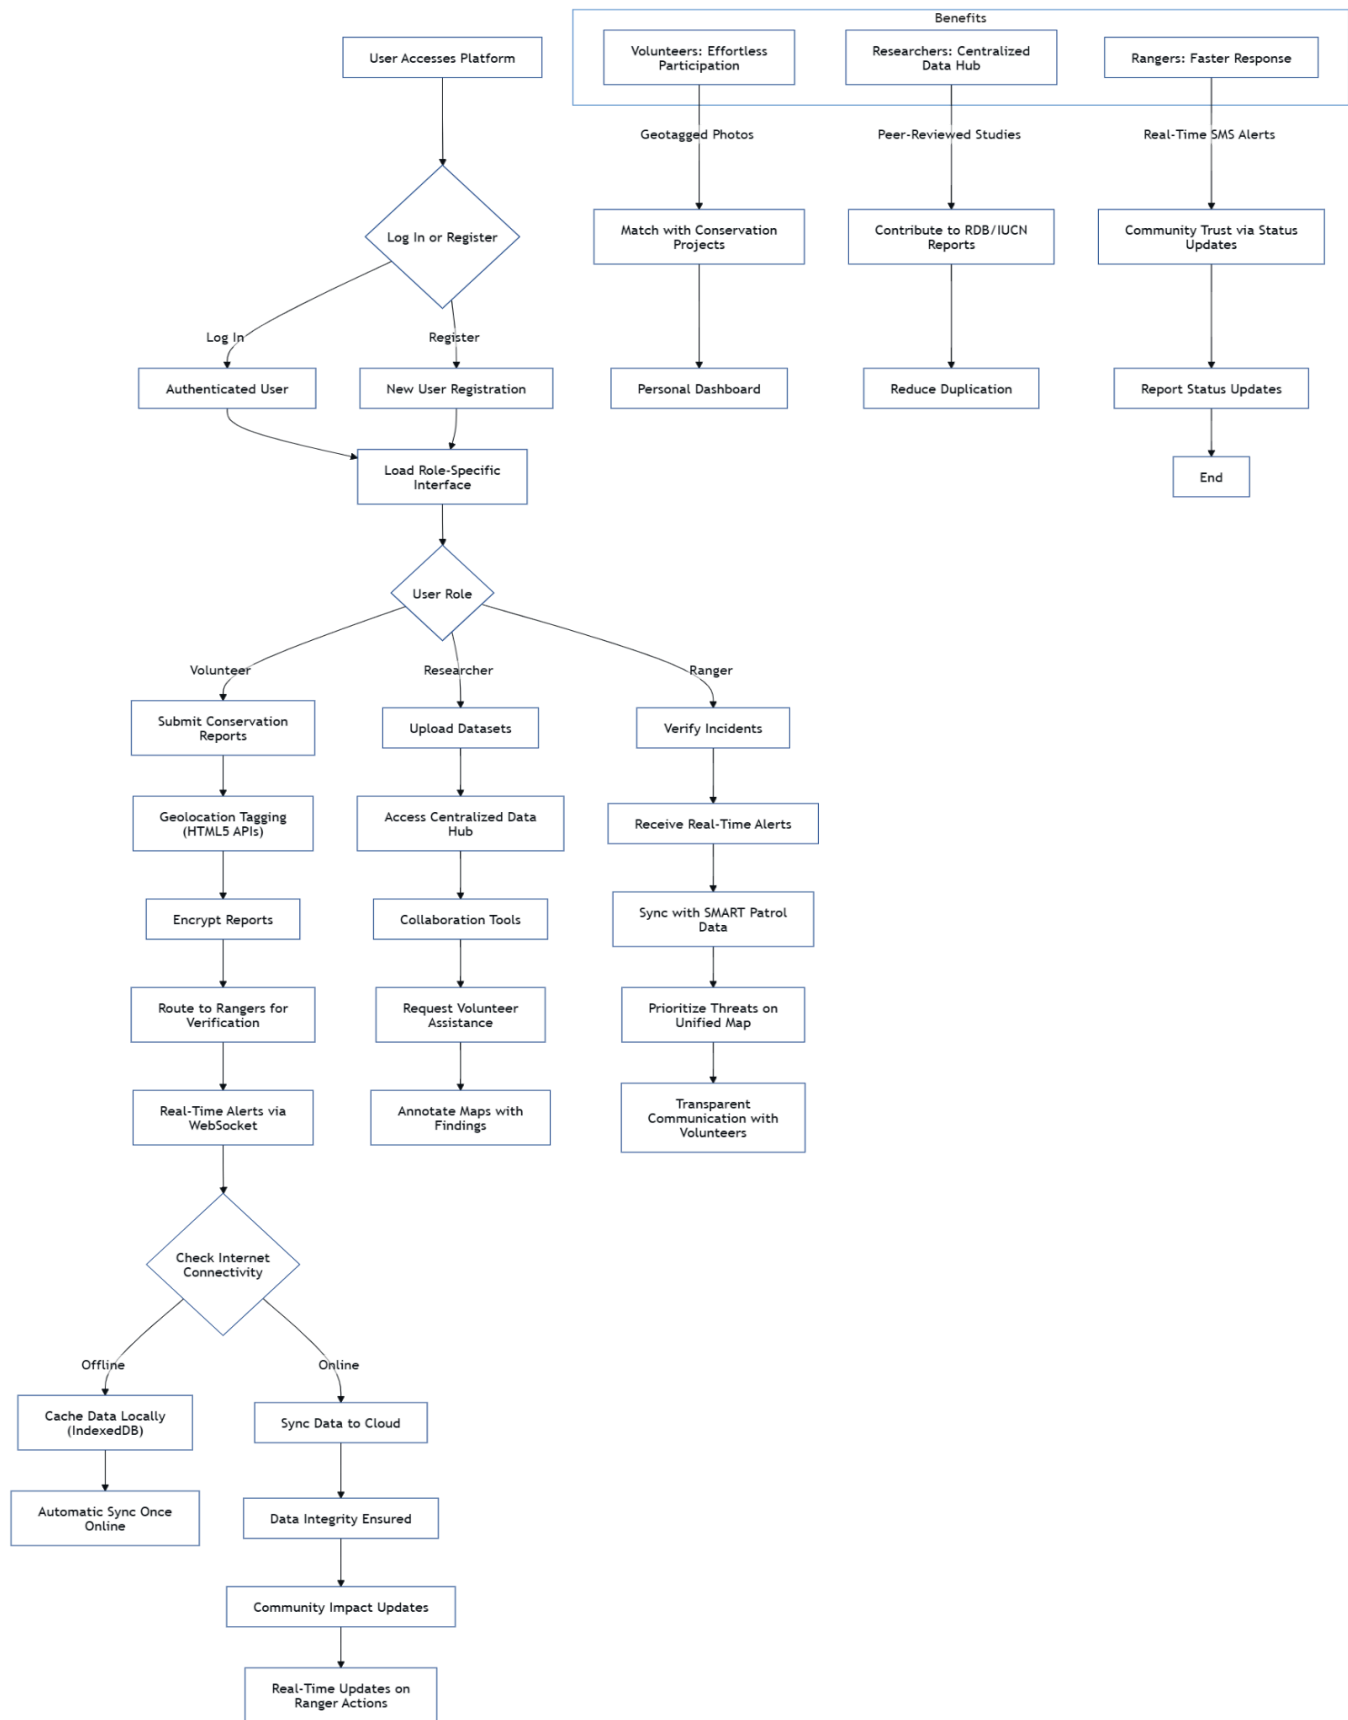 Benefits
User Accesses Platform
Volunteers: Effortless
Participation
Researchers: Centralized
Data Hub
Rangers: Faster Response
Geotagged Photos
Peer-Reviewed Studies
Real-Time SMS Alerts
Log In or Register
Match with Conservation
Projects
Contribute to RDB/IUCN
Reports
Community Trust via Status
Updates
Log In
Register
Authenticated User
New User Registration
Personal Dashboard
Reduce Duplication
Report Status Updates
Load Role-Specific
Interface
End
User Role
Volunteer
Researcher
Ranger
Submit Conservation
Reports
Upload Datasets
Verify Incidents
Geolocation Tagging
(HTML5 APIs)
Access Centralized Data
Hub
Receive Real-Time Alerts
Encrypt Reports
Collaboration Tools
Sync with SMART Patrol
Data
Route to Rangers for
Verification
Request Volunteer
Assistance
Prioritize Threats on
Unified Map
Real-Time Alerts via
WebSocket
Annotate Maps with
Findings
Transparent
Communication with
Volunteers
Check Internet
Connectivity
Offline
Online
Cache Data Locally
(IndexedDB)
Sync Data to Cloud
Automatic Sync Once
Online
Data Integrity Ensured
Community Impact Updates
Real-Time Updates on
Ranger Actions